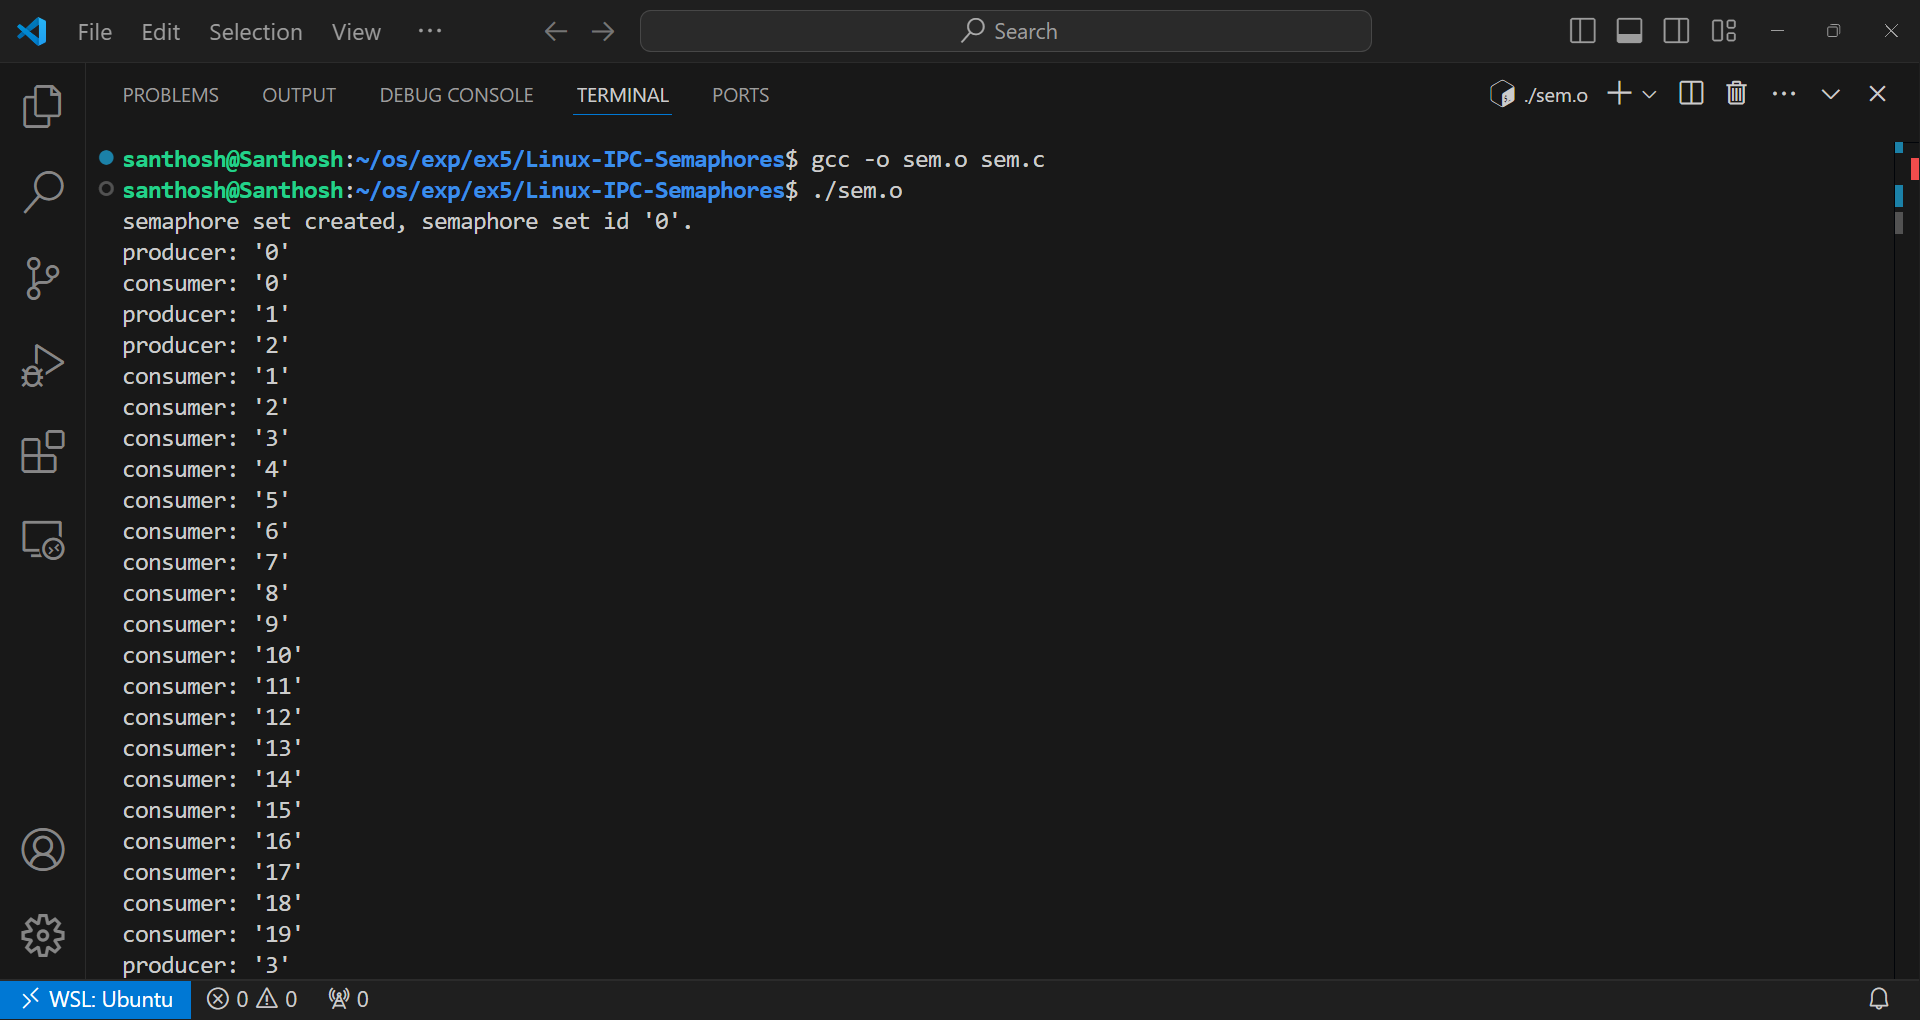 File Edit Selection View ··· Search
PROBLEMS OUTPUT DEBUG CONSOLE TERMINAL PORTS ./sem.o
santhosh@Santhosh:~/os/exp/ex5/Linux-IPC-Semaphores$ gcc -o sem.o sem.c
santhosh@Santhosh:~/os/exp/ex5/Linux-IPC-Semaphores$ ./sem.o
semaphore set created, semaphore set id '0'.
producer: '0'
consumer: '0'
producer: '1'
producer: '2'
consumer: '1'
consumer: '2'
consumer: '3'
consumer: '4'
consumer: '5'
consumer: '6'
consumer: '7'
consumer: '8'
consumer: '9'
consumer: '10'
consumer: '11'
consumer: '12'
consumer: '13'
consumer: '14'
consumer: '15'
consumer: '16'
consumer: '17'
consumer: '18'
consumer: '19'
producer: '3'
WSL: Ubuntu 0 0 0